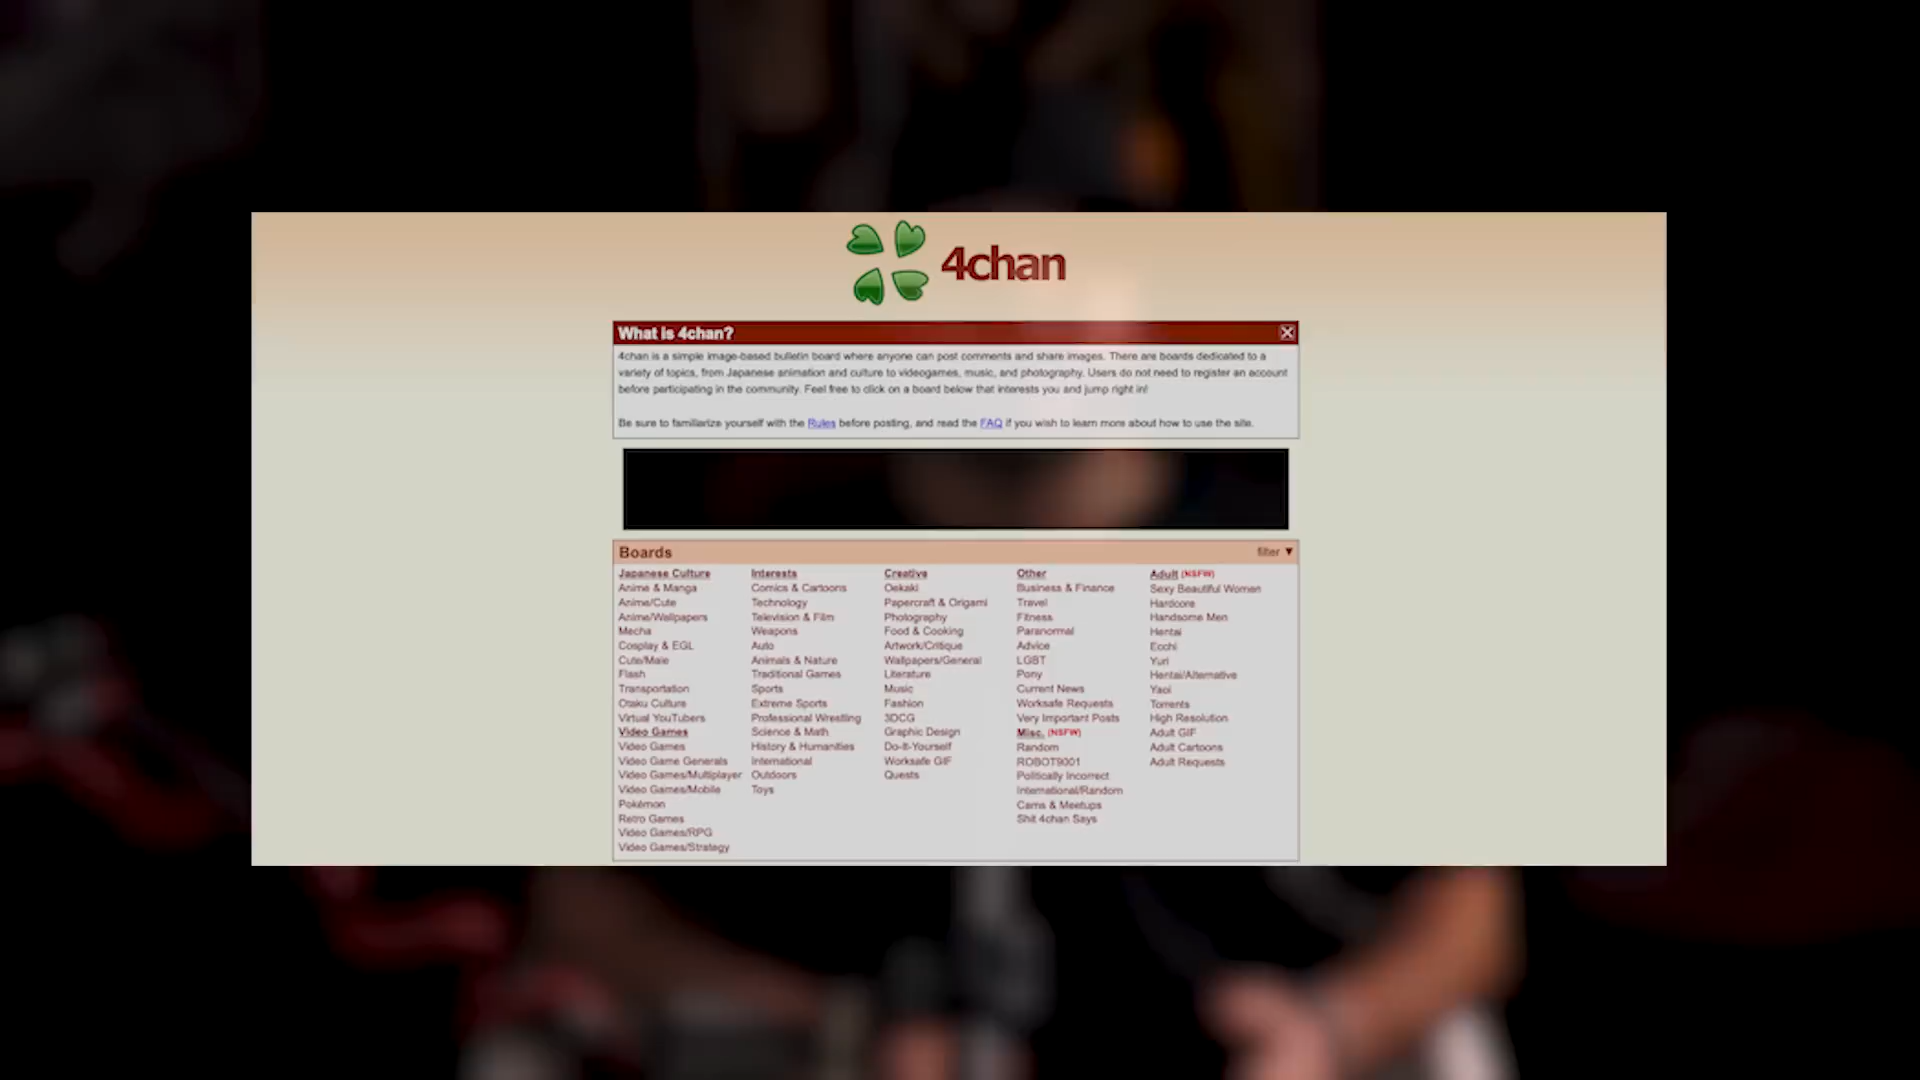 4chan
What is 4chan?
4chan is a simple image-based bulletin board where anyone can post comments and share images. There are boards dedicated to a
variety of topics, from Japanese animation and culture to videogames, music, and photography. Users do not need to register an account
before participating in the community. Feel free to click on a board below that interests you and jump right in!
Be sure to familiarize yourself with the Rules before posting, and read the FAQ if you wish to learn more about how to use the site.
Boards
filter ▼
Japanese Culture
Anime & Manga
Anime/Cute
Anime/Wallpapers
Mecha
Cosplay & EGL
Cute/Male
Flash
Transportation
Otaku Culture
Virtual YouTubers
Video Games
Video Games
Video Game Generals
Video Games/Multiplayer
Video Games/Mobile
Pokémon
Retro Games
Video Games/RPG
Video Games/Strategy
Interests
Comics & Cartoons
Technology
Television & Film
Weapons
Auto
Animals & Nature
Traditional Games
Sports
Extreme Sports
Professional Wrestling
Science & Math
History & Humanities
International
Outdoors
Toys
Creative
Oekaki
Papercraft & Origami
Photography
Food & Cooking
Artwork/Critique
Wallpapers/General
Literature
Music
Fashion
3DCG
Graphic Design
Do-It-Yourself
Worksafe GIF
Quests
Other
Business & Finance
Travel
Fitness
Paranormal
Advice
LGBT
Pony
Current News
Worksafe Requests
Very Important Posts
Misc. (NSFW)
Random
ROBOT9001
Politically Incorrect
International/Random
Cams & Meetups
Shit 4chan Says
Adult (NSFW)
Sexy Beautiful Women
Hardcore
Handsome Men
Hentai
Ecchi
Yuri
Hentai/Alternative
Yaoi
Torrents
High Resolution
Adult GIF
Adult Cartoons
Adult Requests